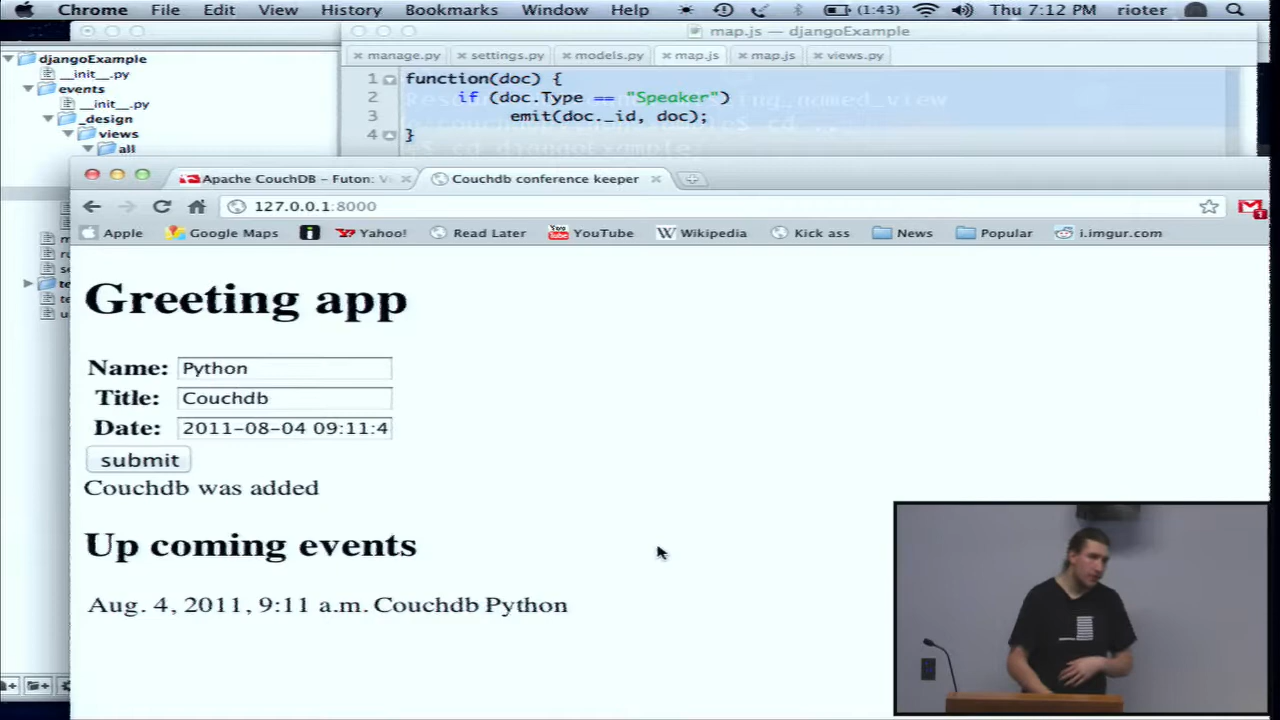 Chrome File Edit View History Bookmarks Window Help (1:43) Thu 7:12 PM rioter
map.js — djangoExample
manage.py settings.py models.py map.js map.js views.py
djangoExample
__init__.py
events
__init__.py
_design
views
all
1 function(doc) {
2 if (doc.Type == "Speaker")
3 emit(doc._id, doc);
4 }
Apache CouchDB – Futon: Couchdb conference keeper
127.0.0.1:8000
Apple Google Maps Yahoo! Read Later YouTube Wikipedia Kick ass News Popular i.imgur.com
Greeting app
Name: Python
Title: Couchdb
Date: 2011-08-04 09:11:4
submit
Couchdb was added
Up coming events
Aug. 4, 2011, 9:11 a.m. Couchdb Python